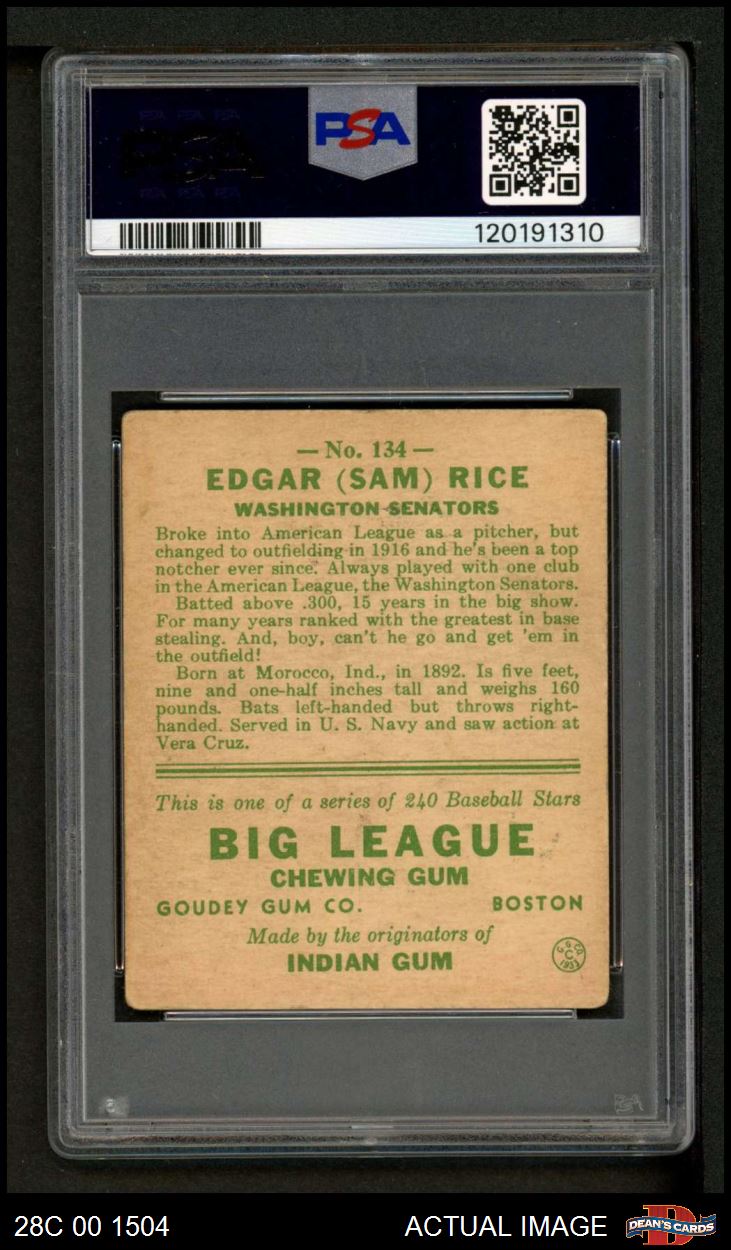 PSA
120191310
— No. 134 —
EDGAR (SAM) RICE
WASHINGTON SENATORS
Broke into American League as a pitcher, but
changed to outfielding in 1916 and he's been a top
notcher ever since. Always played with one club
in the American League, the Washington Senators.
Batted above .300, 15 years in the big show.
For many years ranked with the greatest in base
stealing. And, boy, can't he go and get 'em in
the outfield!
Born at Morocco, Ind., in 1892. Is five feet,
nine and one-half inches tall and weighs 160
pounds. Bats left-handed but throws right-
handed. Served in U. S. Navy and saw action at
Vera Cruz.
This is one of a series of 240 Baseball Stars
BIG LEAGUE
CHEWING GUM
GOUDEY GUM CO. BOSTON
Made by the originators of
INDIAN GUM
G. G. CO.
C
1933
28C 00 1504 ACTUAL IMAGE DEAN'S CARDS